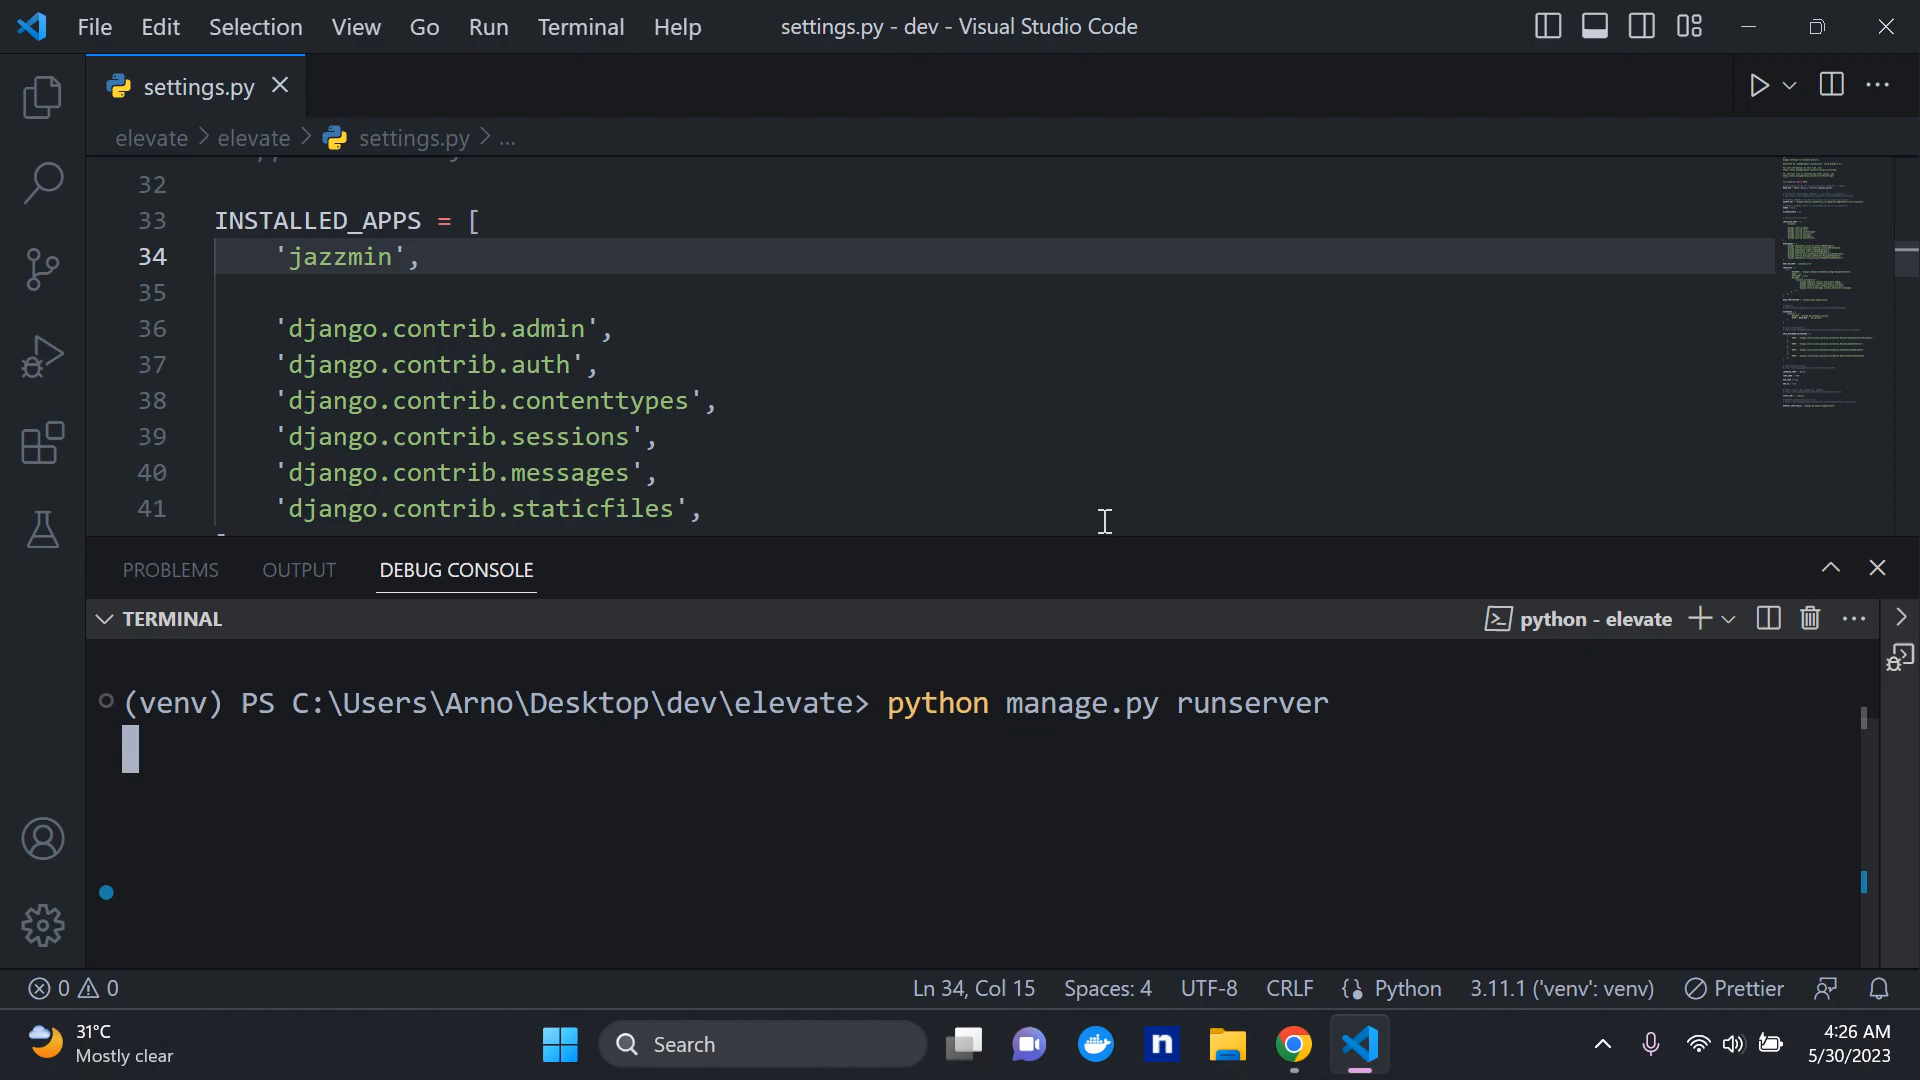 File Edit Selection View Go Run Terminal Help settings.py - dev - Visual Studio Code
settings.py
elevate > elevate > settings.py > ...
32
33 INSTALLED_APPS = [
34 'jazzmin',
35
36 'django.contrib.admin',
37 'django.contrib.auth',
38 'django.contrib.contenttypes',
39 'django.contrib.sessions',
40 'django.contrib.messages',
41 'django.contrib.staticfiles',
PROBLEMS OUTPUT DEBUG CONSOLE
TERMINAL python - elevate
(venv) PS C:\Users\Arno\Desktop\dev\elevate> python manage.py runserver
0 0 Ln 34, Col 15 Spaces: 4 UTF-8 CRLF Python 3.11.1 ('venv': venv) Prettier
31°C
Mostly clear
Search
4:26 AM
5/30/2023